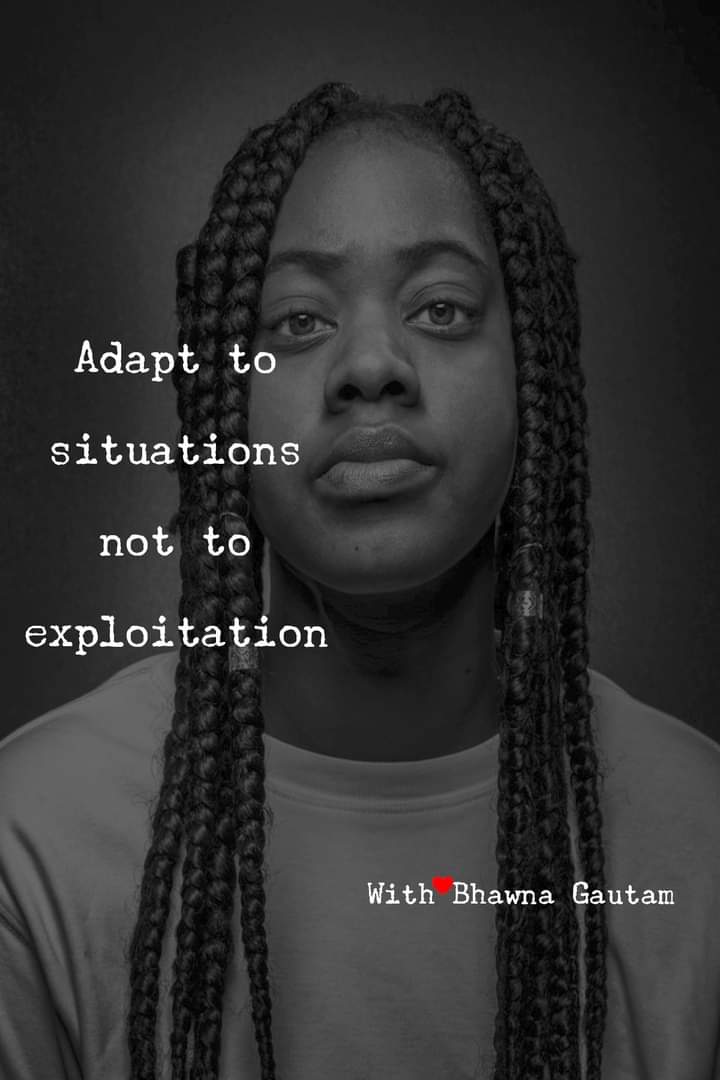 Adapt to
situations
not to
exploitation
With❤Bhawna Gautam